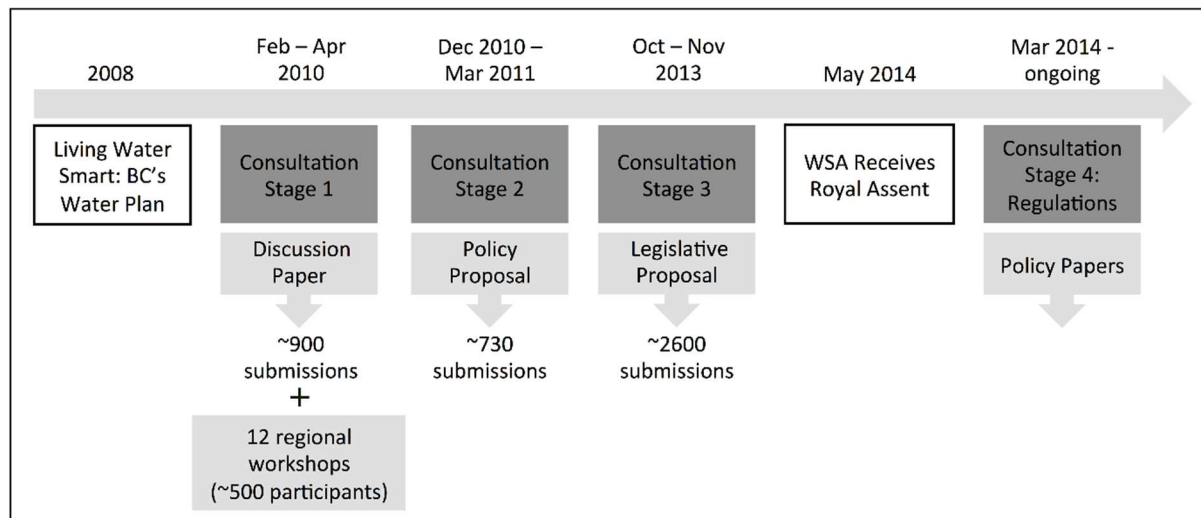 2008
Feb – Apr
2010
Dec 2010 –
Mar 2011
Oct – Nov
2013
May 2014
Mar 2014 -
ongoing
Living Water
Smart: BC's
Water Plan
Consultation
Stage 1
Consultation
Stage 2
Consultation
Stage 3
WSA Receives
Royal Assent
Consultation
Stage 4:
Regulations
Discussion
Paper
Policy
Proposal
Legislative
Proposal
Policy Papers
~900
submissions
+
12 regional
workshops
(~500 participants)
~730
submissions
~2600
submissions